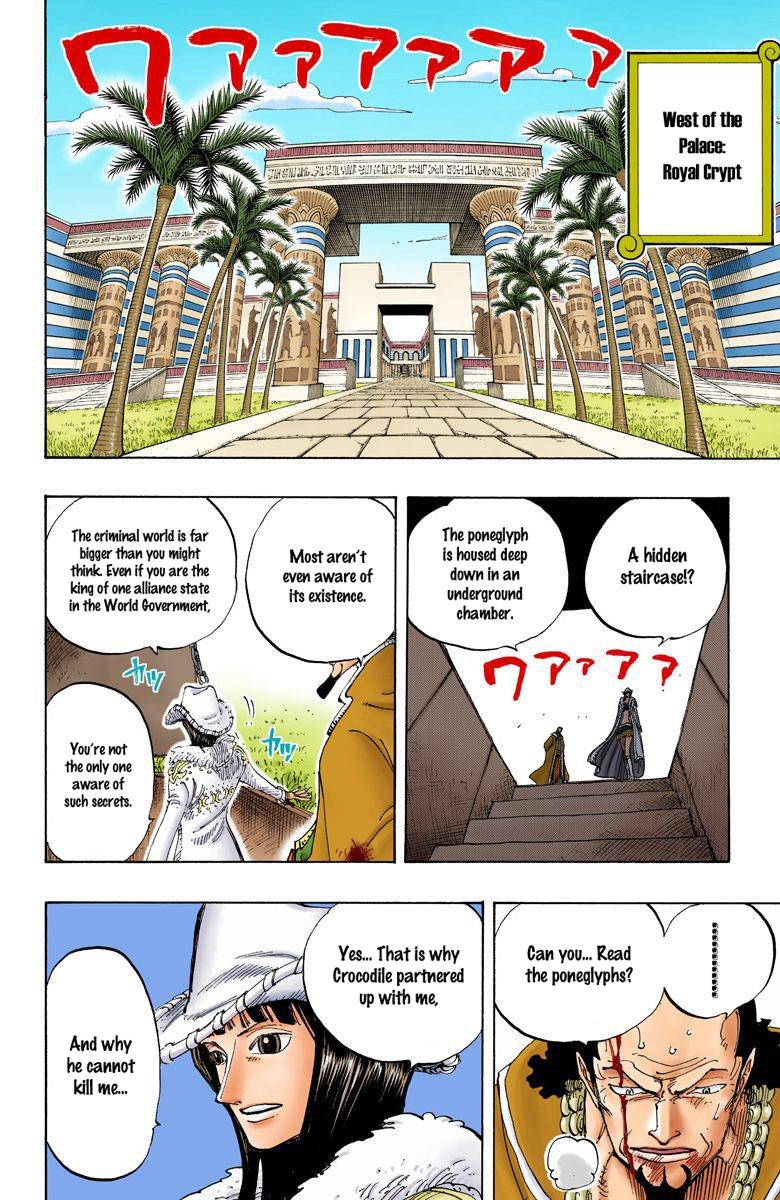 ワァァァァァァ
West of the
Palace:
Royal Crypt
A hidden
staircase!?
The poneglyph
is housed deep
down in an
underground
chamber.
ワァァァァ
Most aren't
even aware of
its existence.
The criminal world is far
bigger than you might
think. Even if you are the
king of one alliance state
in the World Government,
カツ
カツ
You're not
the only one
aware of
such secrets.
............
Can you... Read
the poneglyphs?
Yes... That is why
Crocodile partnered
up with me,
And why
he cannot
kill me...